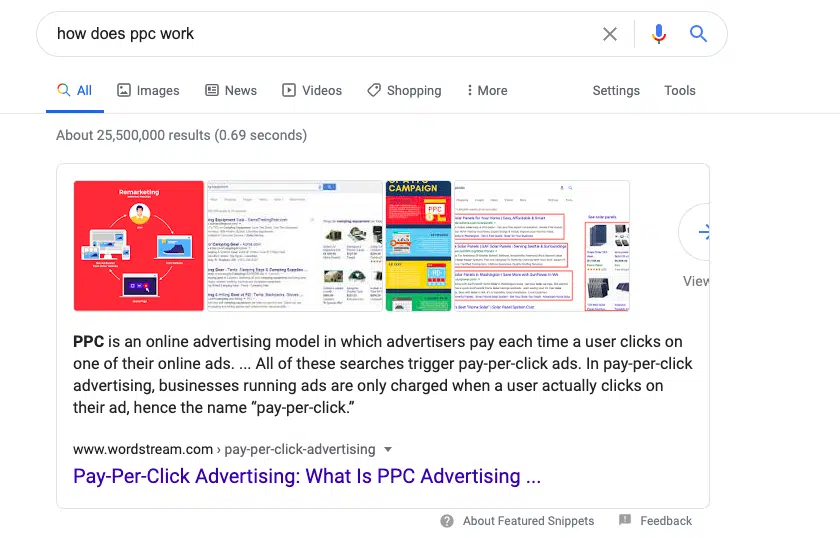 how does ppc work
All
Images
News
Videos
Shopping
More
Settings
Tools
About 25,500,000 results (0.69 seconds)
Remarketing
CAMPAIGN
PPC
See solar panels
View
PPC is an online advertising model in which advertisers pay each time a user clicks on
one of their online ads. ... All of these searches trigger pay-per-click ads. In pay-per-click
advertising, businesses running ads are only charged when a user actually clicks on
their ad, hence the name “pay-per-click.”
www.wordstream.com › pay-per-click-advertising
Pay-Per-Click Advertising: What Is PPC Advertising ...
About Featured Snippets
Feedback